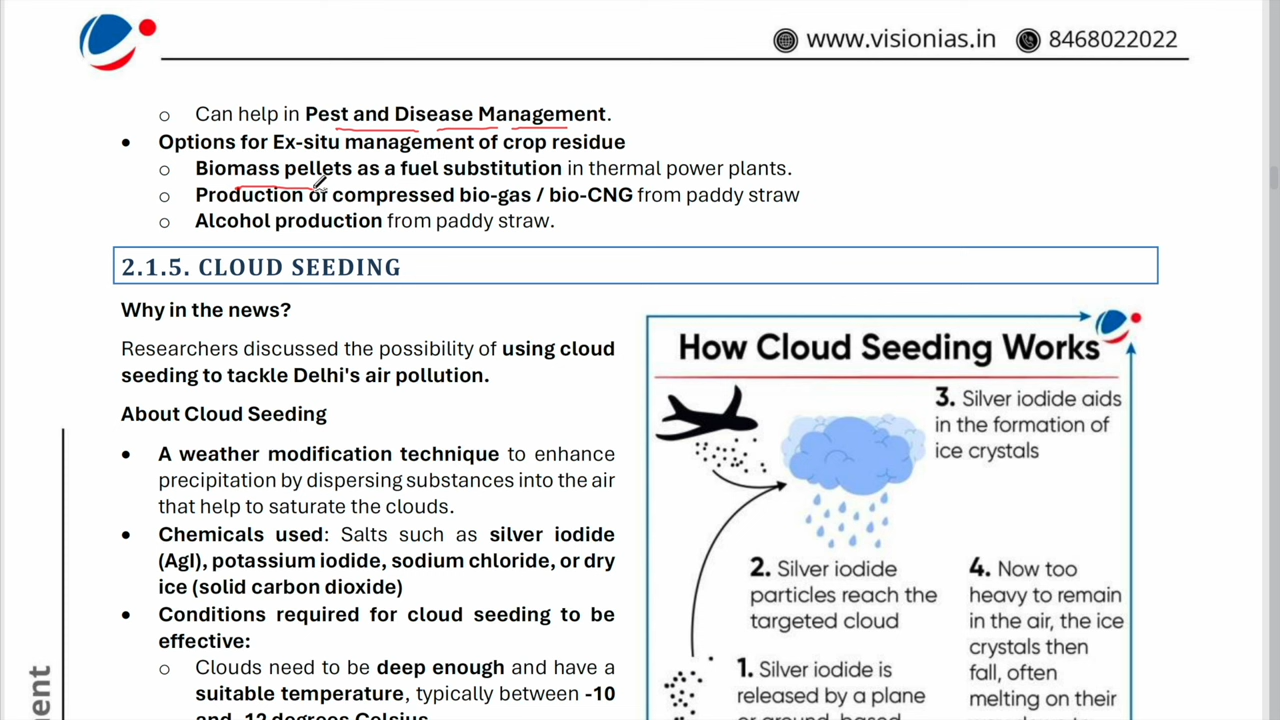 www.visionias.in 8468022022
o Can help in Pest and Disease Management.
• Options for Ex-situ management of crop residue
o Biomass pellets as a fuel substitution in thermal power plants.
o Production of compressed bio-gas / bio-CNG from paddy straw
o Alcohol production from paddy straw.
2.1.5. CLOUD SEEDING
Why in the news?
Researchers discussed the possbility of using cloud
seeding to tackle Delhi's air pollution.
About Cloud Seeding
• A weather modification technique to enhance
precipitation by dispersing substances into the air
that help to saturate the clouds.
• Chemicals used: Salts such as silver iodide
(AgI), potassium iodide, sodium chloride, or dry
ice (solid carbon dioxide)
• Conditions required for cloud seeding to be
effective:
o Clouds need to be deep enough and have a
suitable temperature, typically between -10
and -12 degrees Celsius
How Cloud Seeding Works
3. Silver iodide aids
in the formation of
ice crystals
2. Silver iodide
particles reach the
targeted cloud
4. Now too
heavy to remain
in the air, the ice
crystals then
fall, often
melting on their
1. Silver iodide is
released by a plane
or ground-based
ent